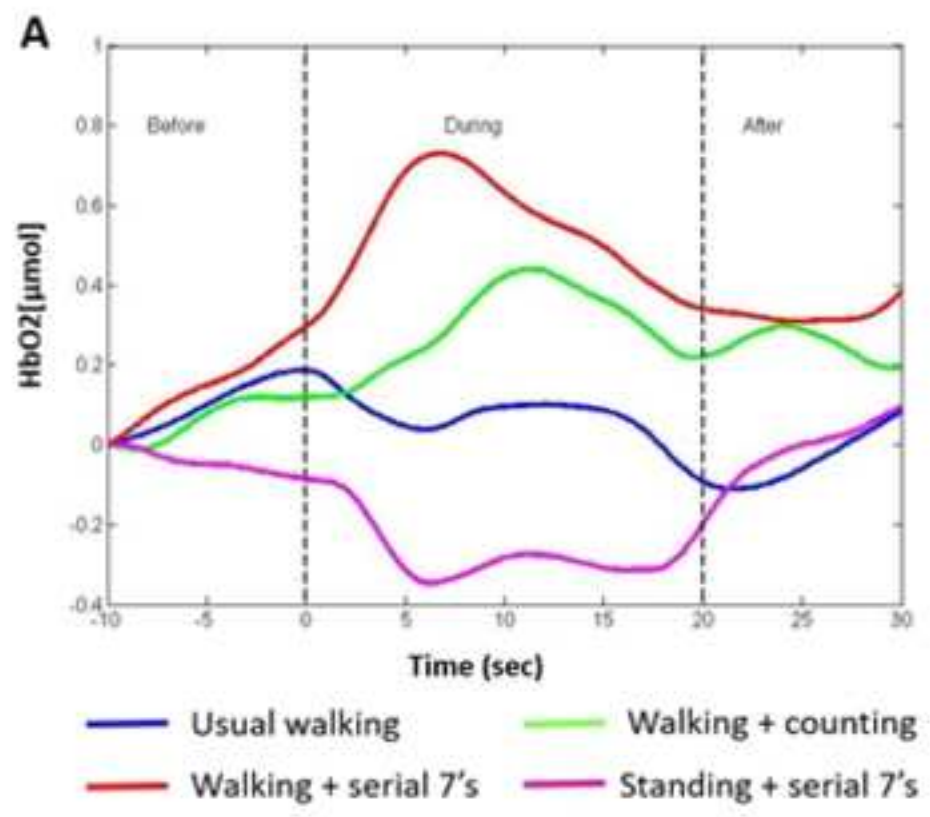 A
1
0.8
0.6
0.4
0.2
0
-0.2
-0.4
Before
During
After
HbO2[µmol]
-10
-5
0
5
10
15
20
25
30
Time (sec)
Usual walking
Walking + counting
Walking + serial 7's
Standing + serial 7's